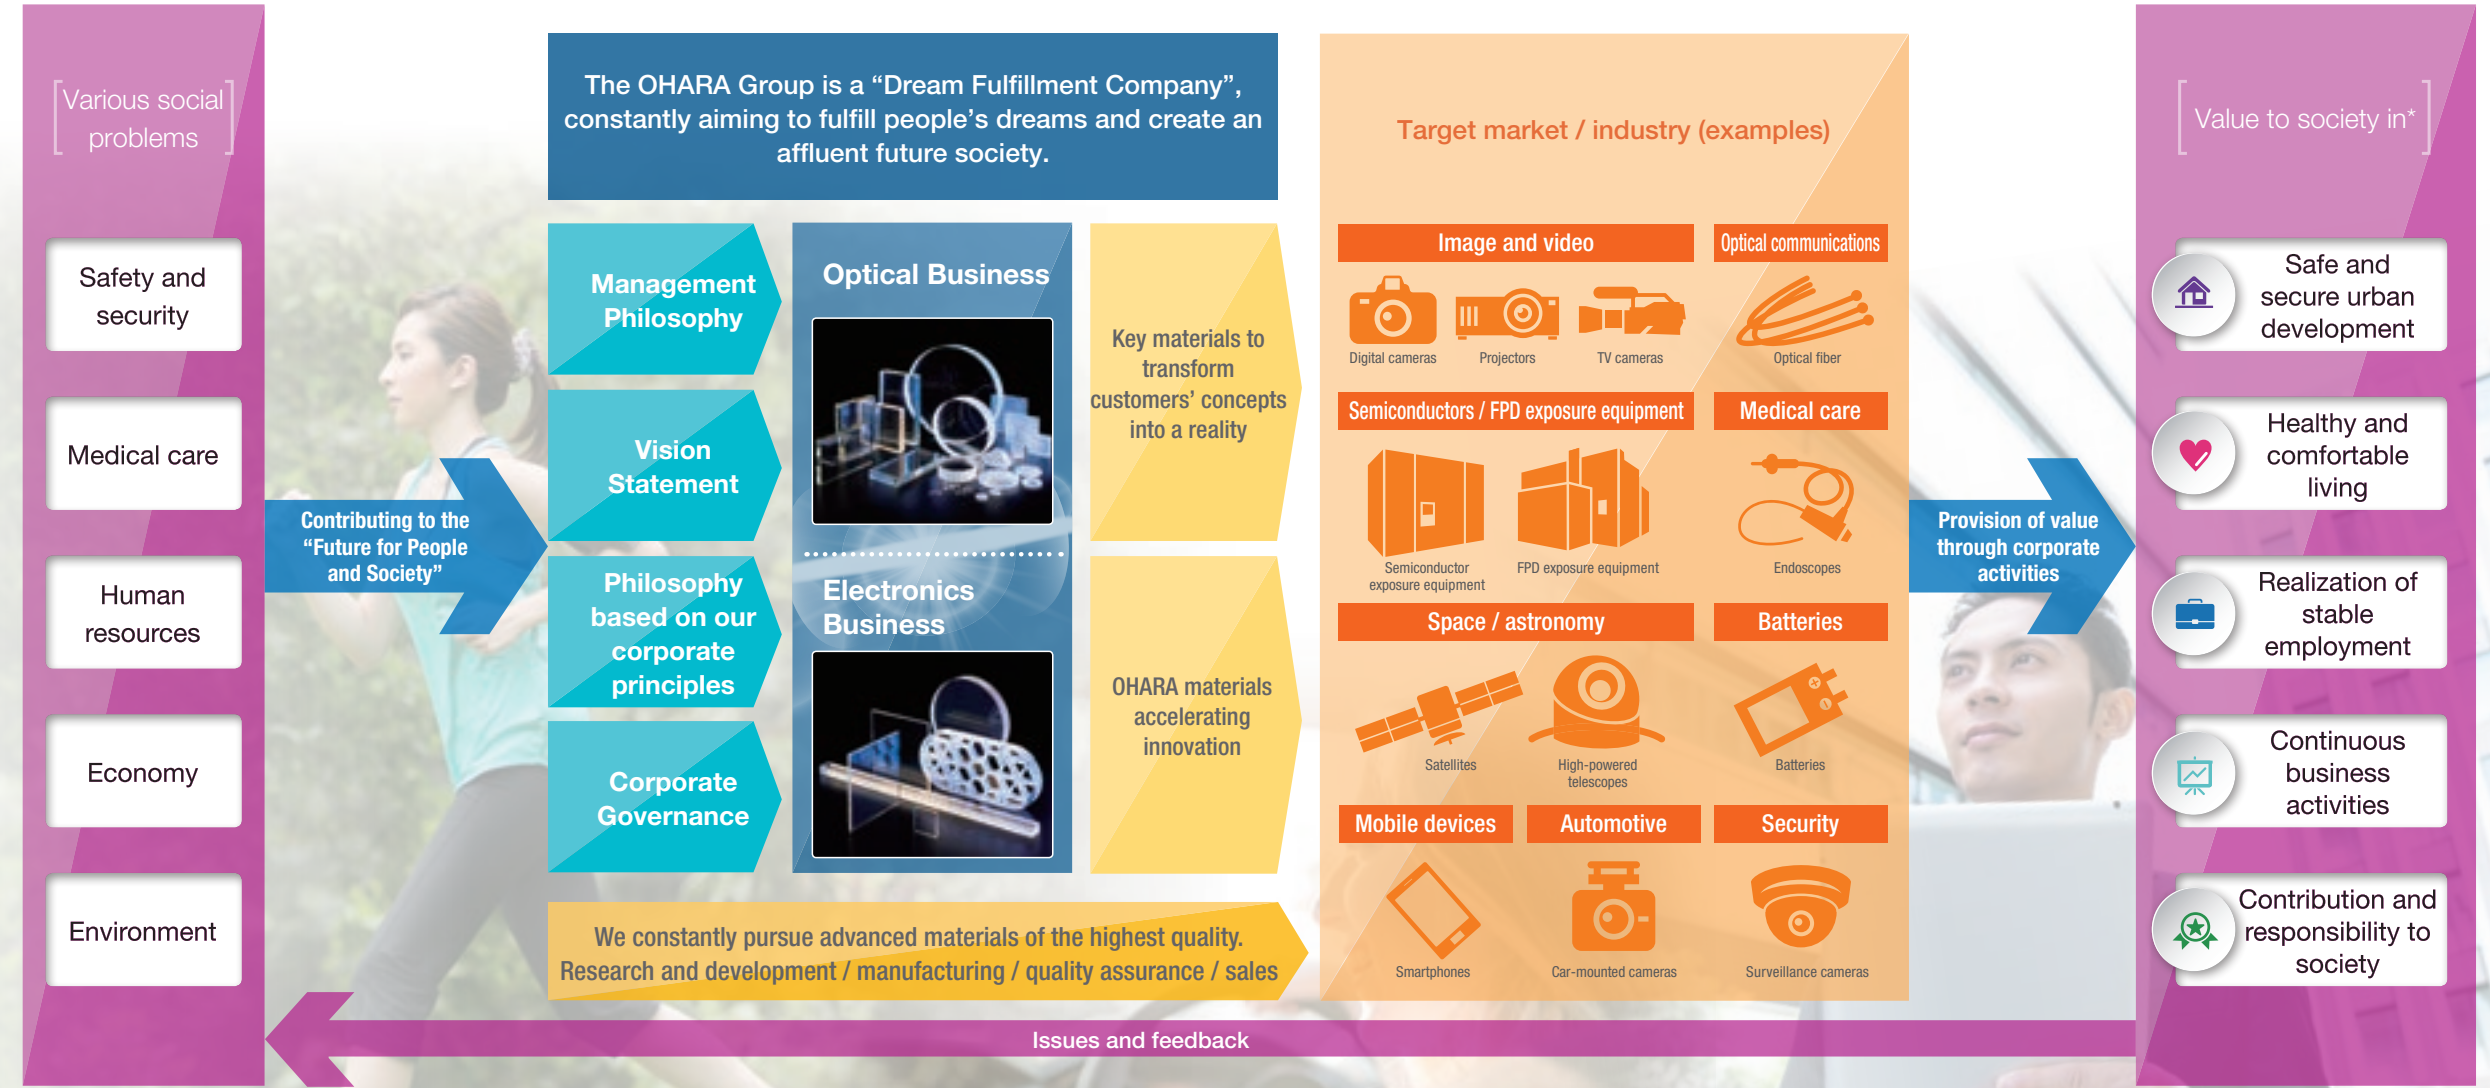 Various social
problems
Safety and
security
Medical care
Human
resources
Economy
Environment
Contributing to the
“Future for People
and Society”
The OHARA Group is a “Dream Fulfillment Company”,
constantly aiming to fulfill people’s dreams and create an
affluent future society.
Management
Philosophy
Vision
Statement
Philosophy
based on our
corporate
principles
Corporate
Governance
Optical Business
Electronics
Business
Key materials to
transform
customers’ concepts
into a reality
OHARA materials
accelerating
innovation
We constantly pursue advanced materials of the highest quality.
Research and development / manufacturing / quality assurance / sales
Target market / industry (examples)
Image and video
Digital cameras
Projectors
TV cameras
Optical communications
Optical fiber
Semiconductors / FPD exposure equipment
Semiconductor
exposure equipment
FPD exposure equipment
Medical care
Endoscopes
Space / astronomy
Satellites
High-powered
telescopes
Batteries
Batteries
Mobile devices
Smartphones
Automotive
Car-mounted cameras
Security
Surveillance cameras
Provision of value
through corporate
activities
Value to society in*
Safe and
secure urban
development
Healthy and
comfortable
living
Realization of
stable
employment
Continuous
business
activities
Contribution and
responsibility to
society
Issues and feedback